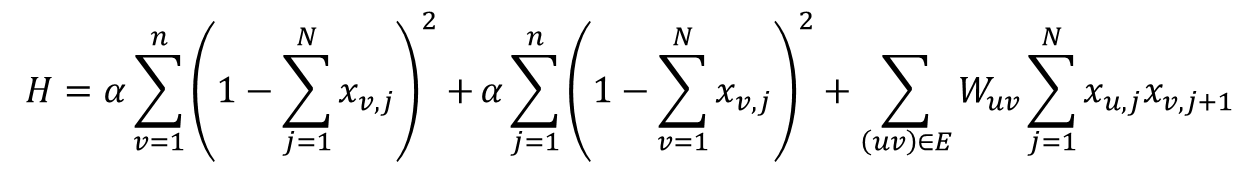 H = α ∑_{v=1}^{n} (1 − ∑_{j=1}^{N} x_{v,j})^2 + α ∑_{j=1}^{n} (1 − ∑_{v=1}^{N} x_{v,j})^2 + ∑_{(uv)∈E} W_{uv} ∑_{j=1}^{N} x_{u,j} x_{v,j+1}